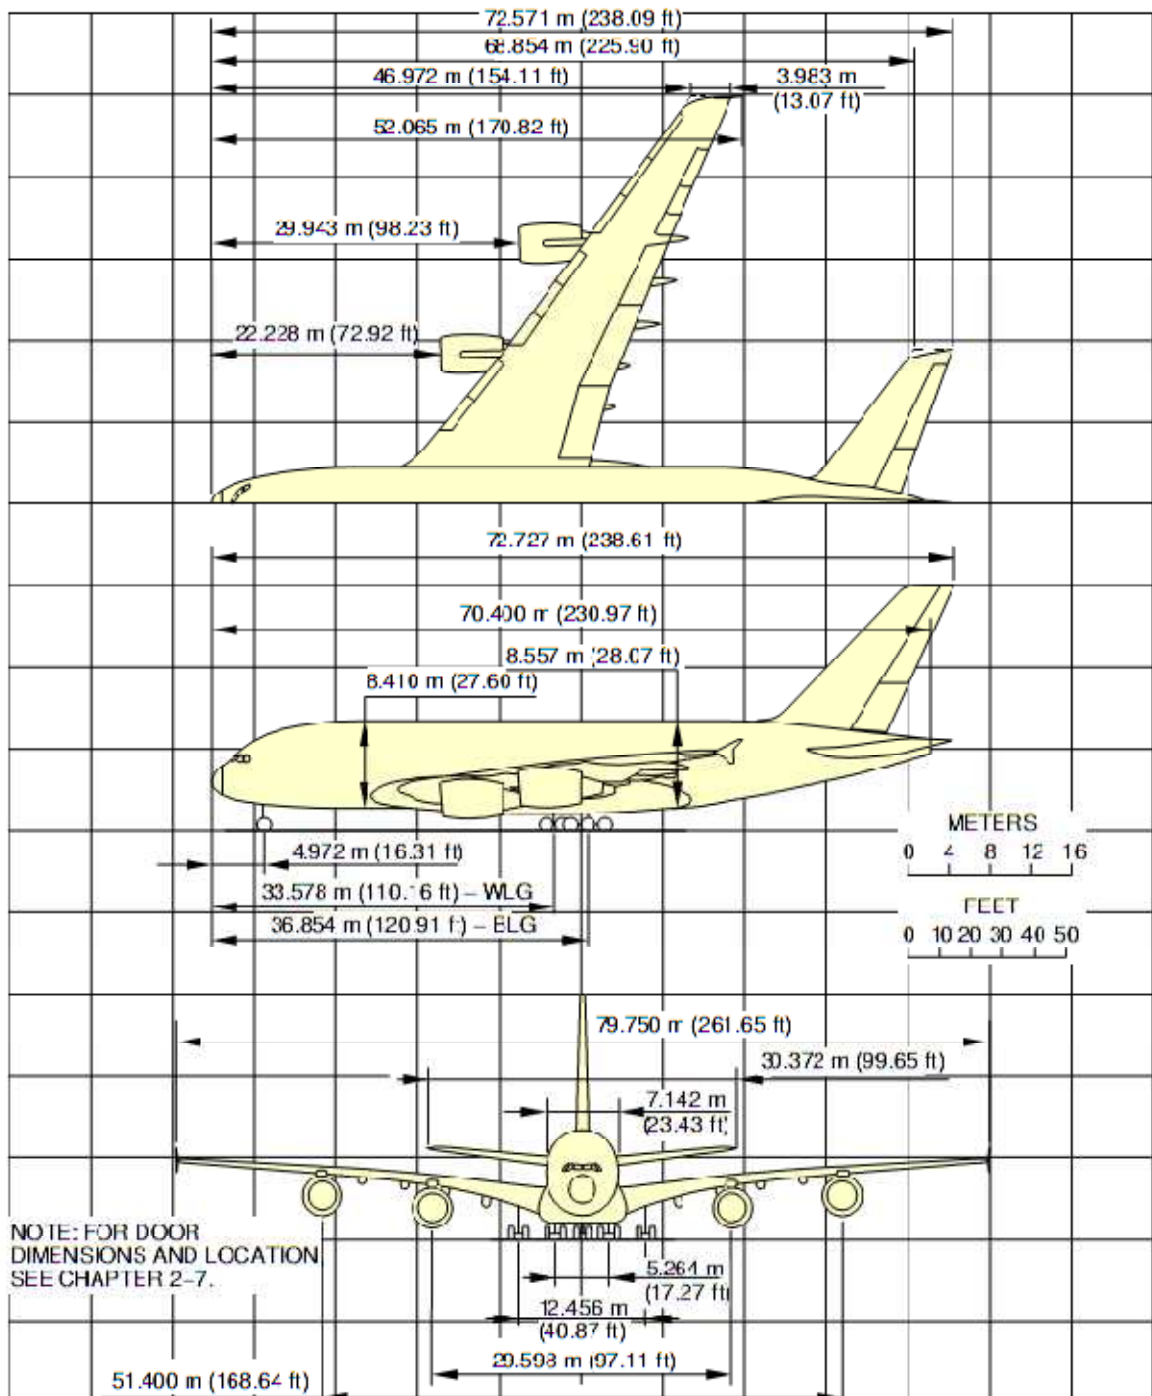 72.571 m (238.09 ft)
68.854 m (225.90 ft)
46.972 m (154.11 ft)
3.983 m
(13.07 ft)
52.065 m (170.82 ft)
29.943 m (98.23 ft)
22.228 m (72.92 ft)
72.727 m (238.61 ft)
70.400 m (230.97 ft)
8.557 m (28.07 ft)
8.410 m (27.60 ft)
METERS
0 4 8 12 16
4.972 m (16.31 ft)
33.578 m (110.16 ft) – WLG
FEET
36.854 m (120.91 ft) – BLG
0 10 20 30 40 50
79.750 m (261.65 ft)
30.372 m (99.65 ft)
7.142 m
(23.43 ft)
NOTE: FOR DOOR
DIMENSIONS AND LOCATION
SEE CHAPTER 2–7.
5.264 m
(17.27 ft)
12.456 m
(40.87 ft)
29.598 m (97.11 ft)
51.400 m (168.64 ft)